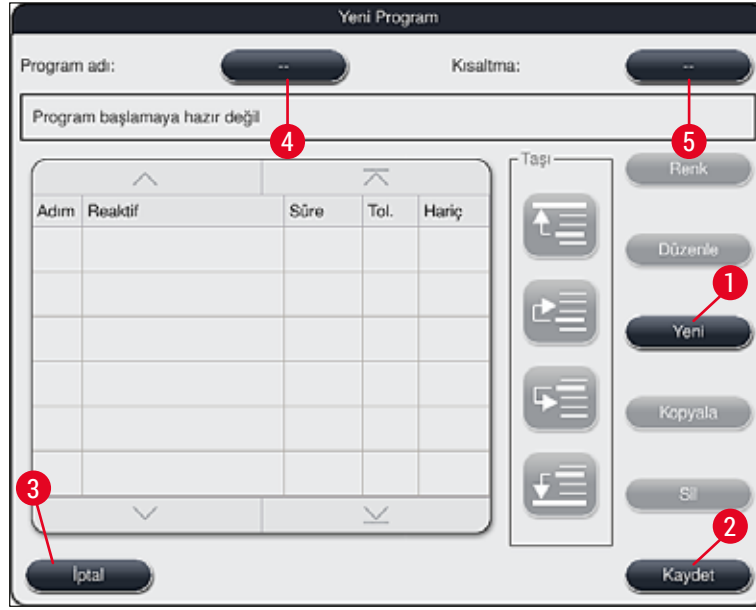 Yeni Program
Program adı: -- Kısaltma: --
Program başlamaya hazır değil
4
5
Taşı
Renk
Adım Reaktif Süre Tol. Hariç
Düzenle
1
Yeni
Kopyala
3
Sil
2
İptal
Kaydet